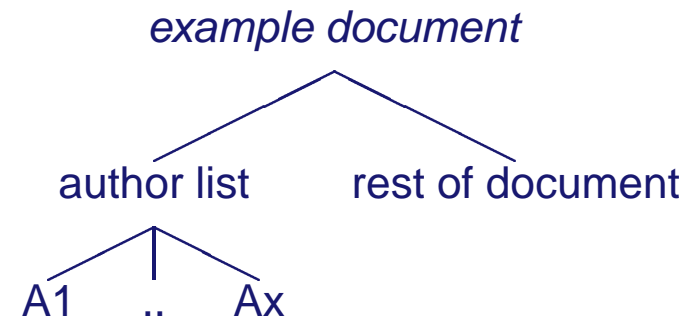 example document
author list rest of document
A1 .. Ax